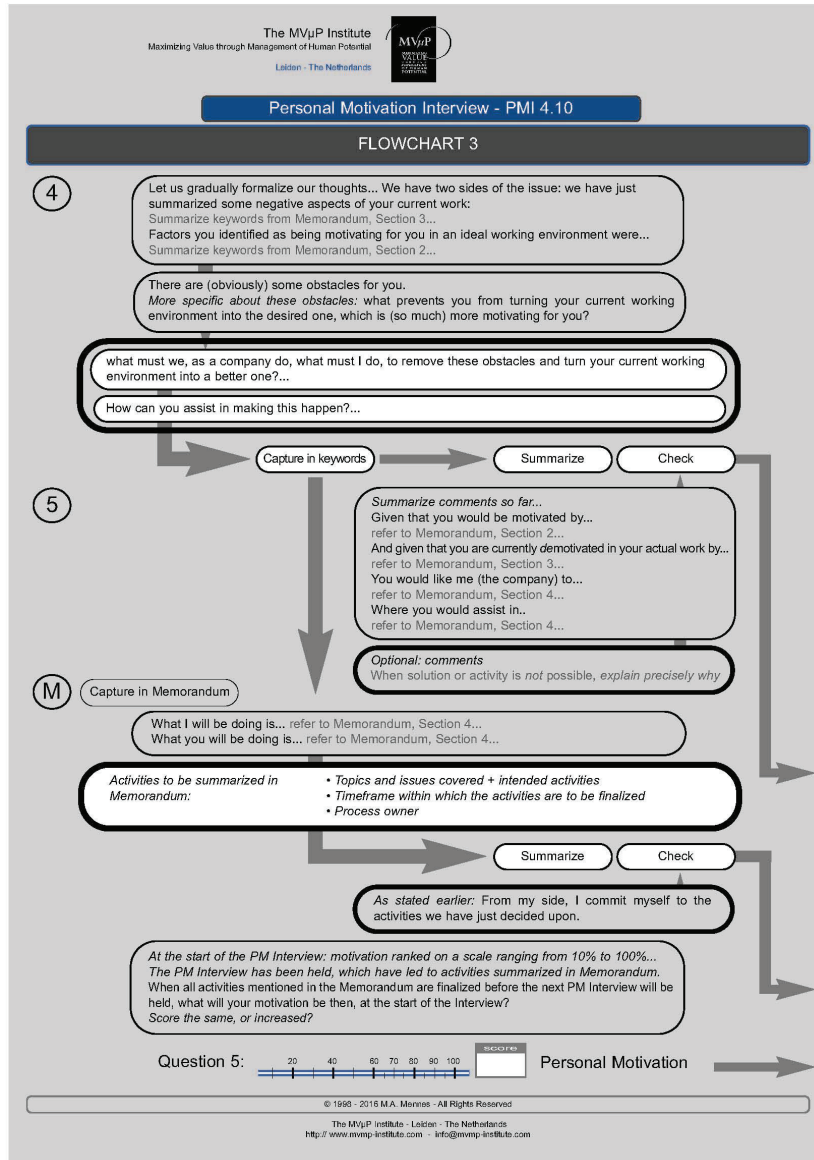 The MVµP Institute
Maximizing Value through Management of Human Potential
Leiden - The Netherlands
MVµP
VALUE
POTENTIAL
Personal Motivation Interview - PMI 4.10
FLOWCHART 3
4
Let us gradually formalize our thoughts... We have two sides of the issue: we have just
summarized some negative aspects of your current work:
Summarize keywords from Memorandum, Section 3...
Factors you identified as being motivating for you in an ideal working environment were...
Summarize keywords from Memorandum, Section 2...
There are (obviously) some obstacles for you.
More specific about these obstacles: what prevents you from turning your current working
environment into the desired one, which is (so much) more motivating for you?
what must we, as a company do, what must I do, to remove these obstacles and turn your current working
environment into a better one?...
How can you assist in making this happen?...
Capture in keywords
Summarize
Check
5
Summarize comments so far...
Given that you would be motivated by...
refer to Memorandum, Section 2...
And given that you are currently demotivated in your actual work by...
refer to Memorandum, Section 3...
You would like me (the company) to...
refer to Memorandum, Section 4...
Where you would assist in..
refer to Memorandum, Section 4...
Optional: comments
When solution or activity is not possible, explain precisely why
M
Capture in Memorandum
What I will be doing is... refer to Memorandum, Section 4...
What you will be doing is... refer to Memorandum, Section 4...
Activities to be summarized in
Memorandum:
• Topics and issues covered + intended activities
• Timeframe within which the activities are to be finalized
• Process owner
Summarize
Check
As stated earlier: From my side, I commit myself to the
activities we have just decided upon.
At the start of the PM Interview: motivation ranked on a scale ranging from 10% to 100%...
The PM Interview has been held, which have led to activities summarized in Memorandum.
When all activities mentioned in the Memorandum are finalized before the next PM Interview will be
held, what will your motivation be then, at the start of the Interview?
Score the same, or increased?
Question 5:
20 40 60 70 80 90 100
score
Personal Motivation
© 1998 - 2016 M.A. Mennes - All Rights Reserved
The MVµP Institute - Leiden - The Netherlands
http:// www.mvmp-institute.com - info@mvmp-institute.com